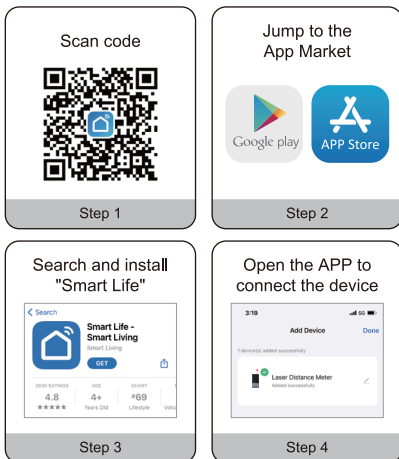 Scan code
Step 1
Jump to the
App Market
Google play
APP Store
Step 2
Search and install
"Smart Life"
Search
Smart Life -
Smart Living
Smart Living
GET
AGE
CHART
4.8
4+
#69
★★★★★
Years Old
Lifestyle
Step 3
Open the APP to
connect the device
3:19
Add Device
Done
1 device(s) added successfully
Laser Distance Meter
Added successfully
Step 4